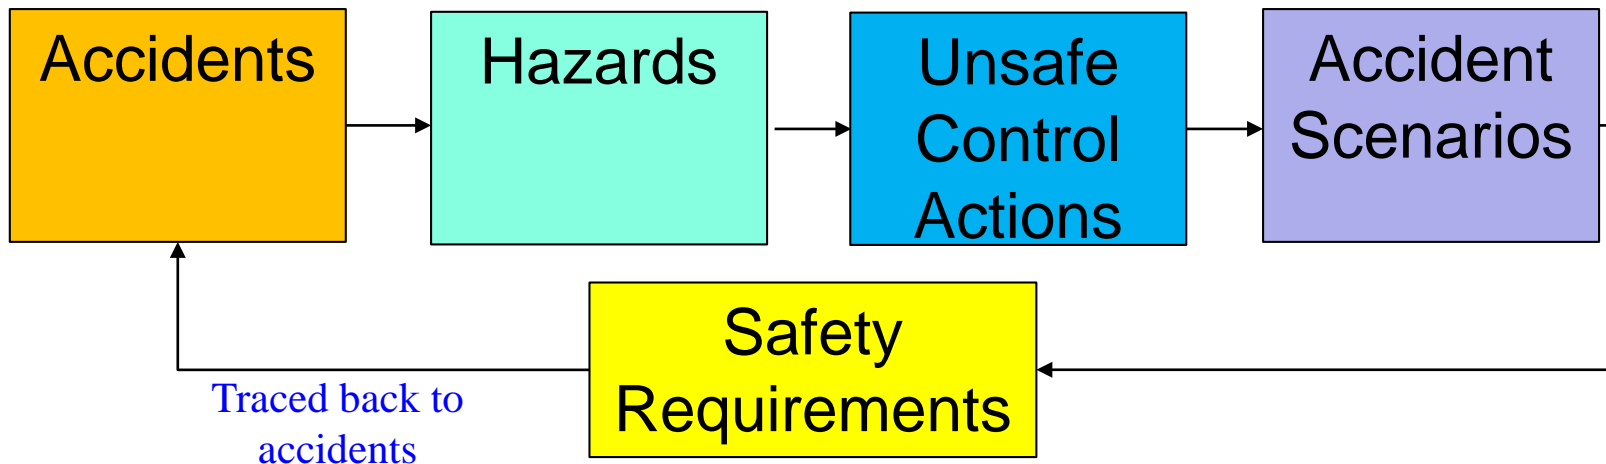 Accidents
Hazards
Unsafe
Control
Actions
Accident
Scenarios
Safety
Requirements
Traced back to
accidents